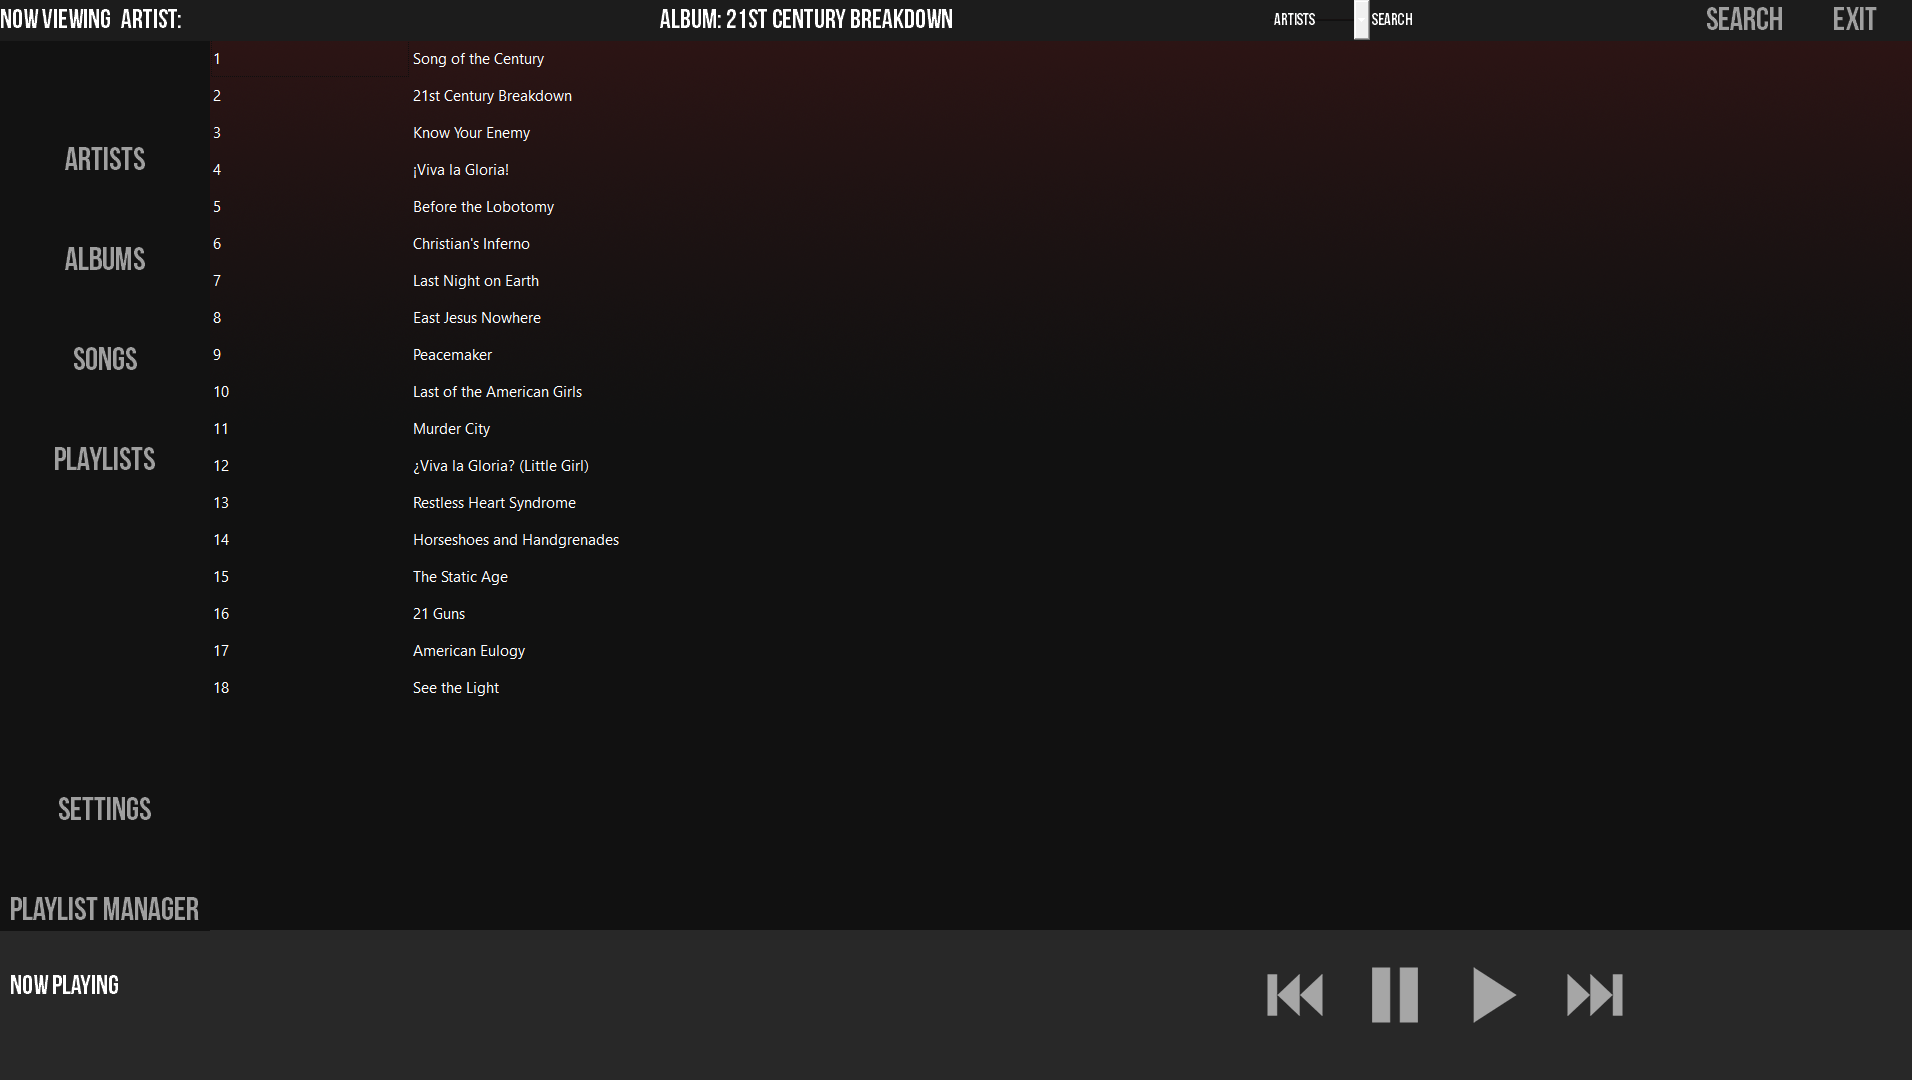 NOW VIEWING ARTIST: ALBUM: 21ST CENTURY BREAKDOWN ARTISTS SEARCH SEARCH EXIT
1 Song of the Century
2 21st Century Breakdown
3 Know Your Enemy
ARTISTS
4 ¡Viva la Gloria!
5 Before the Lobotomy
6 Christian's Inferno
ALBUMS
7 Last Night on Earth
8 East Jesus Nowhere
9 Peacemaker
SONGS
10 Last of the American Girls
11 Murder City
PLAYLISTS
12 ¿Viva la Gloria? (Little Girl)
13 Restless Heart Syndrome
14 Horseshoes and Handgrenades
15 The Static Age
16 21 Guns
17 American Eulogy
18 See the Light
SETTINGS
PLAYLIST MANAGER
NOW PLAYING